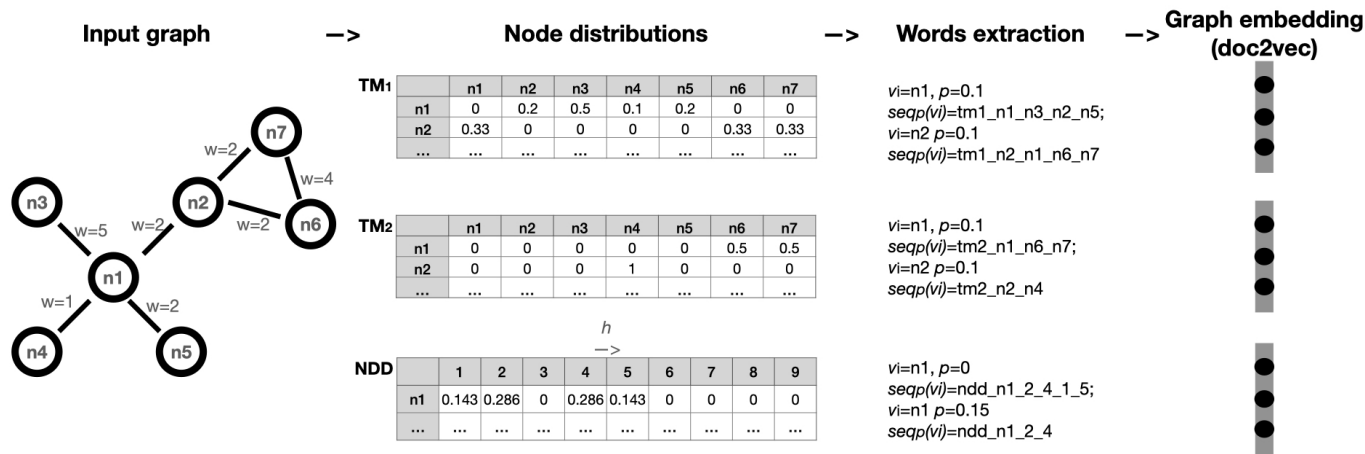 Input graph —> Node distributions —> Words extraction —> Graph embedding (doc2vec)
n7
w=2
w=4
n3
n2
w=2
n6
w=5
w=2
n1
w=1
w=2
n4
n5
TM1
n1 n2 n3 n4 n5 n6 n7
n1 0 0.2 0.5 0.1 0.2 0 0
n2 0.33 0 0 0 0 0.33 0.33
... ... ... ... ... ... ... ...
vi=n1, p=0.1
seqp(vi)=tm1_n1_n3_n2_n5;
vi=n2 p=0.1
seqp(vi)=tm1_n2_n1_n6_n7
TM2
n1 n2 n3 n4 n5 n6 n7
n1 0 0 0 0 0 0.5 0.5
n2 0 0 0 1 0 0 0
... ... ... ... ... ... ... ...
vi=n1, p=0.1
seqp(vi)=tm2_n1_n6_n7;
vi=n2 p=0.1
seqp(vi)=tm2_n2_n4
h
—>
NDD
1 2 3 4 5 6 7 8 9
n1 0.143 0.286 0 0.286 0.143 0 0 0 0
... ... ... ... ... ... ... ... ... ...
vi=n1, p=0
seqp(vi)=ndd_n1_2_4_1_5;
vi=n1 p=0.15
seqp(vi)=ndd_n1_2_4